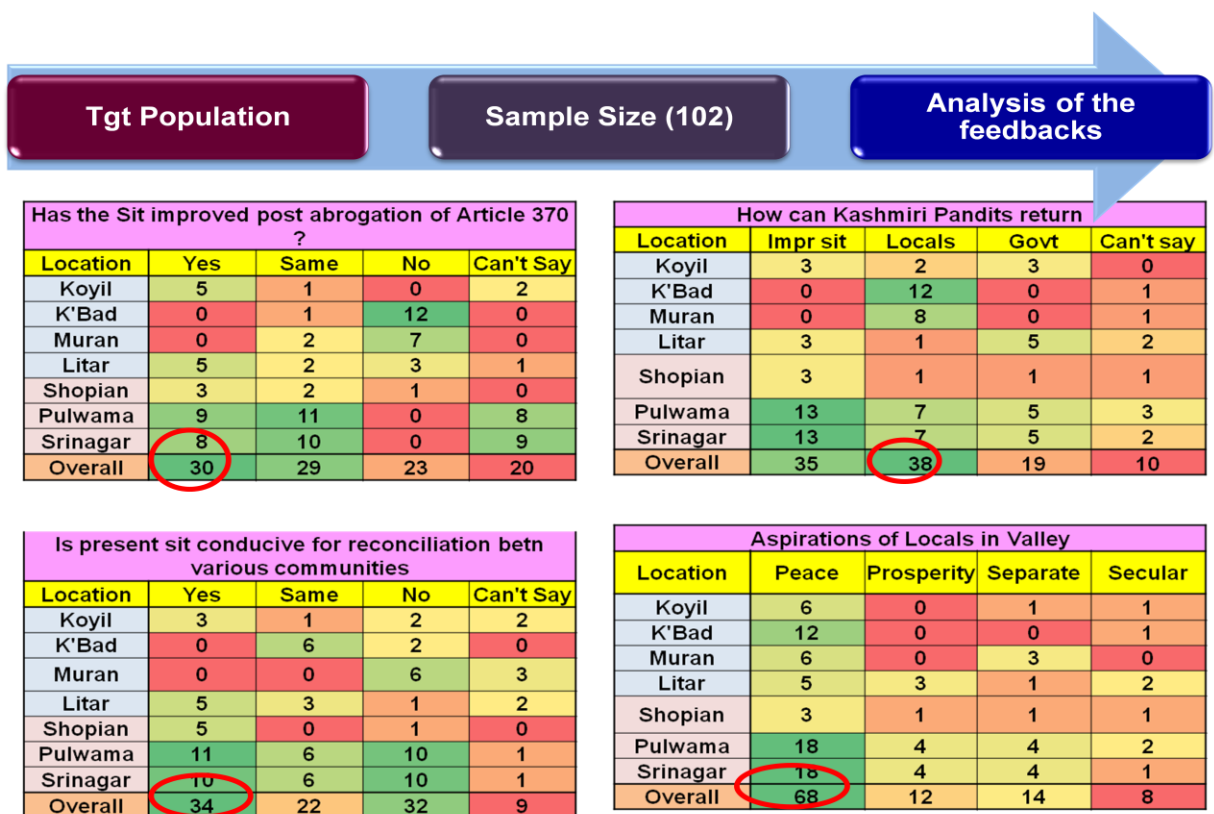 Tgt Population
Sample Size (102)
Analysis of the
feedbacks
Has the Sit improved post abrogation of Article 370
?
Location Yes Same No Can't Say
Koyil 5 1 0 2
K'Bad 0 1 12 0
Muran 0 2 7 0
Litar 5 2 3 1
Shopian 3 2 1 0
Pulwama 9 11 0 8
Srinagar 8 10 0 9
Overall 30 29 23 20
How can Kashmiri Pandits return
Location Impr sit Locals Govt Can't say
Koyil 3 2 3 0
K'Bad 0 12 0 1
Muran 0 8 0 1
Litar 3 1 5 2
Shopian 3 1 1 1
Pulwama 13 7 5 3
Srinagar 13 7 5 2
Overall 35 38 19 10
Is present sit conducive for reconciliation betn
various communities
Location Yes Same No Can't Say
Koyil 3 1 2 2
K'Bad 0 6 2 0
Muran 0 0 6 3
Litar 5 3 1 2
Shopian 5 0 1 0
Pulwama 11 6 10 1
Srinagar 10 6 10 1
Overall 34 22 32 9
Aspirations of Locals in Valley
Location Peace Prosperity Separate Secular
Koyil 6 0 1 1
K'Bad 12 0 0 1
Muran 6 0 3 0
Litar 5 3 1 2
Shopian 3 1 1 1
Pulwama 18 4 4 2
Srinagar 18 4 4 1
Overall 68 12 14 8